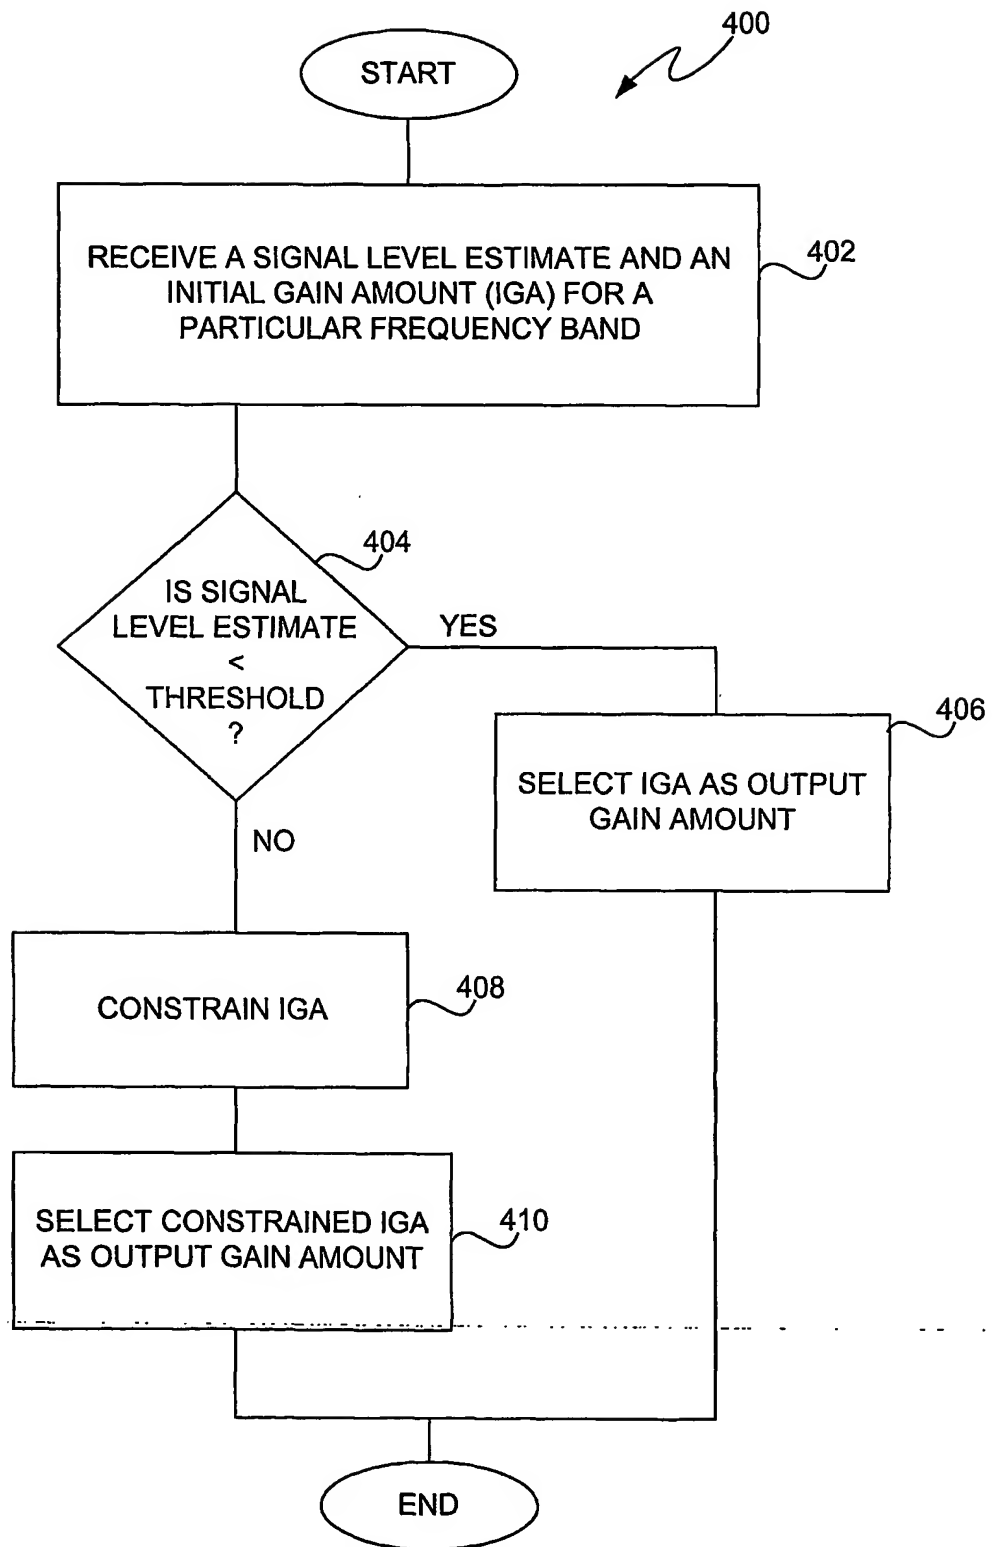 400
START
RECEIVE A SIGNAL LEVEL ESTIMATE AND AN
INITIAL GAIN AMOUNT (IGA) FOR A
PARTICULAR FREQUENCY BAND
402
404
IS SIGNAL
LEVEL ESTIMATE
<
THRESHOLD
?
YES
406
SELECT IGA AS OUTPUT
GAIN AMOUNT
NO
CONSTRAIN IGA
408
SELECT CONSTRAINED IGA
AS OUTPUT GAIN AMOUNT
410
END